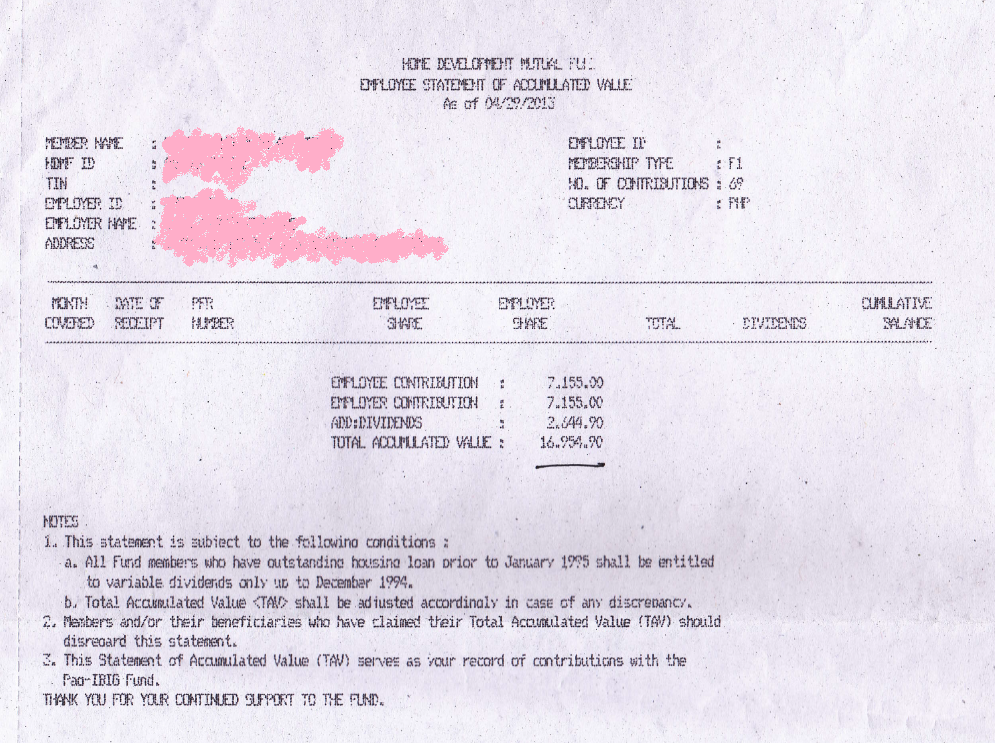 HOME DEVELOPMENT MUTUAL
EMPLOYEE STATEMENT OF ACCUMULATED VALUE
As of 04/29/2013
MEMBER NAME :
HDMF ID :
TIN :
EMPLOYER ID :
EMPLOYER NAME :
ADDRESS :
EMPLOYEE ID :
MEMBERSHIP TYPE : F1
NO. OF CONTRIBUTIONS : 69
CURRENCY : PHP
MONTH COVERED
DATE OF RECEIPT
PFR NUMBER
EMPLOYEE SHARE
EMPLOYER SHARE
TOTAL
DIVIDENDS
CUMULATIVE BALANCE
EMPLOYEE CONTRIBUTION : 7,155.00
EMPLOYER CONTRIBUTION : 7,155.00
ADD:DIVIDENDS : 2,644.90
TOTAL ACCUMULATED VALUE : 16,954.90
NOTES
1. This statement is subject to the following conditions :
a. All Fund members who have outstanding housing loan prior to January 1995 shall be entitled
to variable dividends only up to December 1994.
b. Total Accumulated Value <TAV> shall be adjusted accordingly in case of any discrepancy.
2. Members and/or their beneficiaries who have claimed their Total Accumulated Value (TAV) should
disregard this statement.
3. This Statement of Accumulated Value (TAV) serves as your record of contributions with the
Pag-IBIG Fund.
THANK YOU FOR YOUR CONTINUED SUPPORT TO THE FUND.